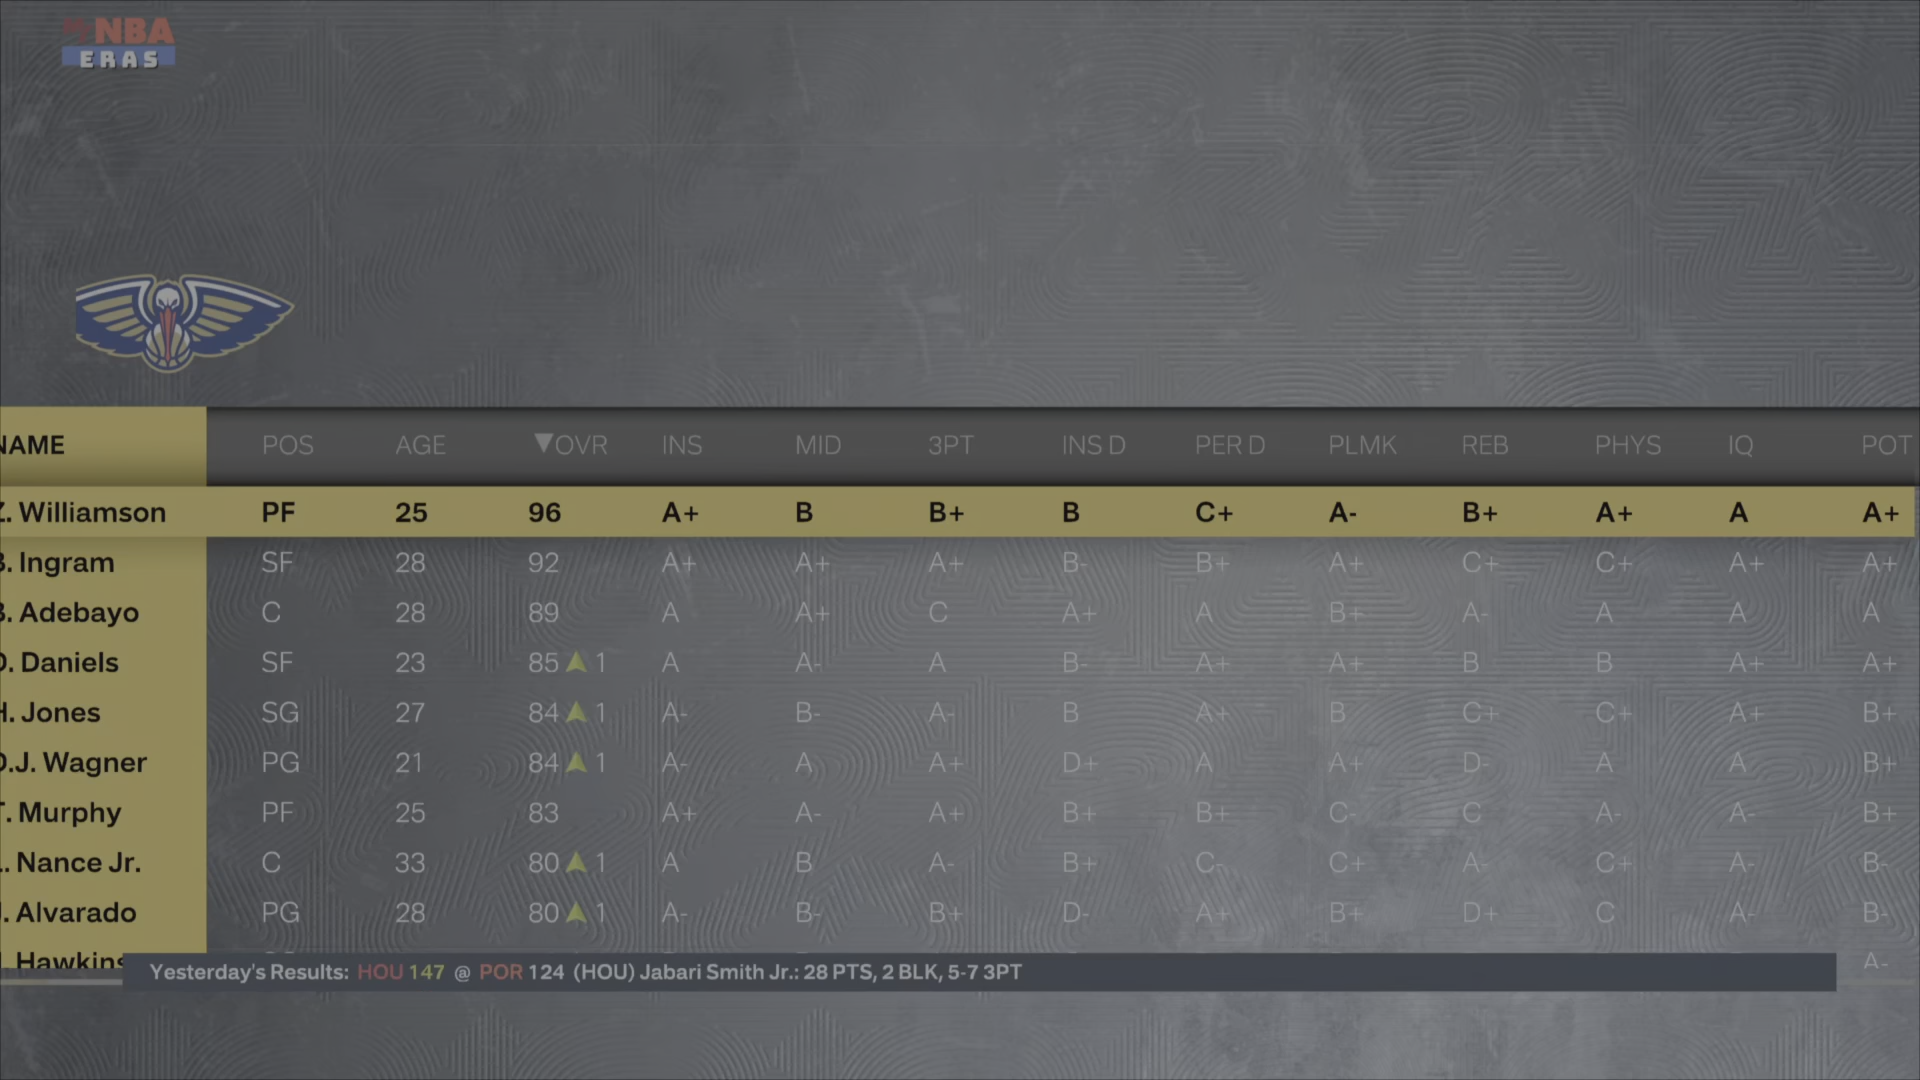 NBA
ERAS
NAME POS AGE ▼OVR INS MID 3PT INS D PER D PLMK REB PHYS IQ POT
Z. Williamson PF 25 96 A+ B B+ B C+ A- B+ A+ A A+
B. Ingram SF 28 92 A+ A+ A+ B- B+ A+ C+ C+ A+ A+
B. Adebayo C 28 89 A A+ C A+ A B+ A- A A A
D. Daniels SF 23 85 ▲ 1 A A- A B- A+ A+ B B A+ A+
H. Jones SG 27 84 ▲ 1 A- B- A- B A+ B C+ C+ A+ B+
D.J. Wagner PG 21 84 ▲ 1 A- A A+ D+ A A+ D- A A B+
T. Murphy PF 25 83 A+ A- A+ B+ B+ C- C A- A- B+
L. Nance Jr. C 33 80 ▲ 1 A B A- B+ C- C+ A- C+ A- B-
J. Alvarado PG 28 80 ▲ 1 A- B- B+ D- A+ B+ D+ C A- B-
Hawkins A-
Yesterday's Results: HOU 147 @ POR 124 (HOU) Jabari Smith Jr.: 28 PTS, 2 BLK, 5-7 3PT